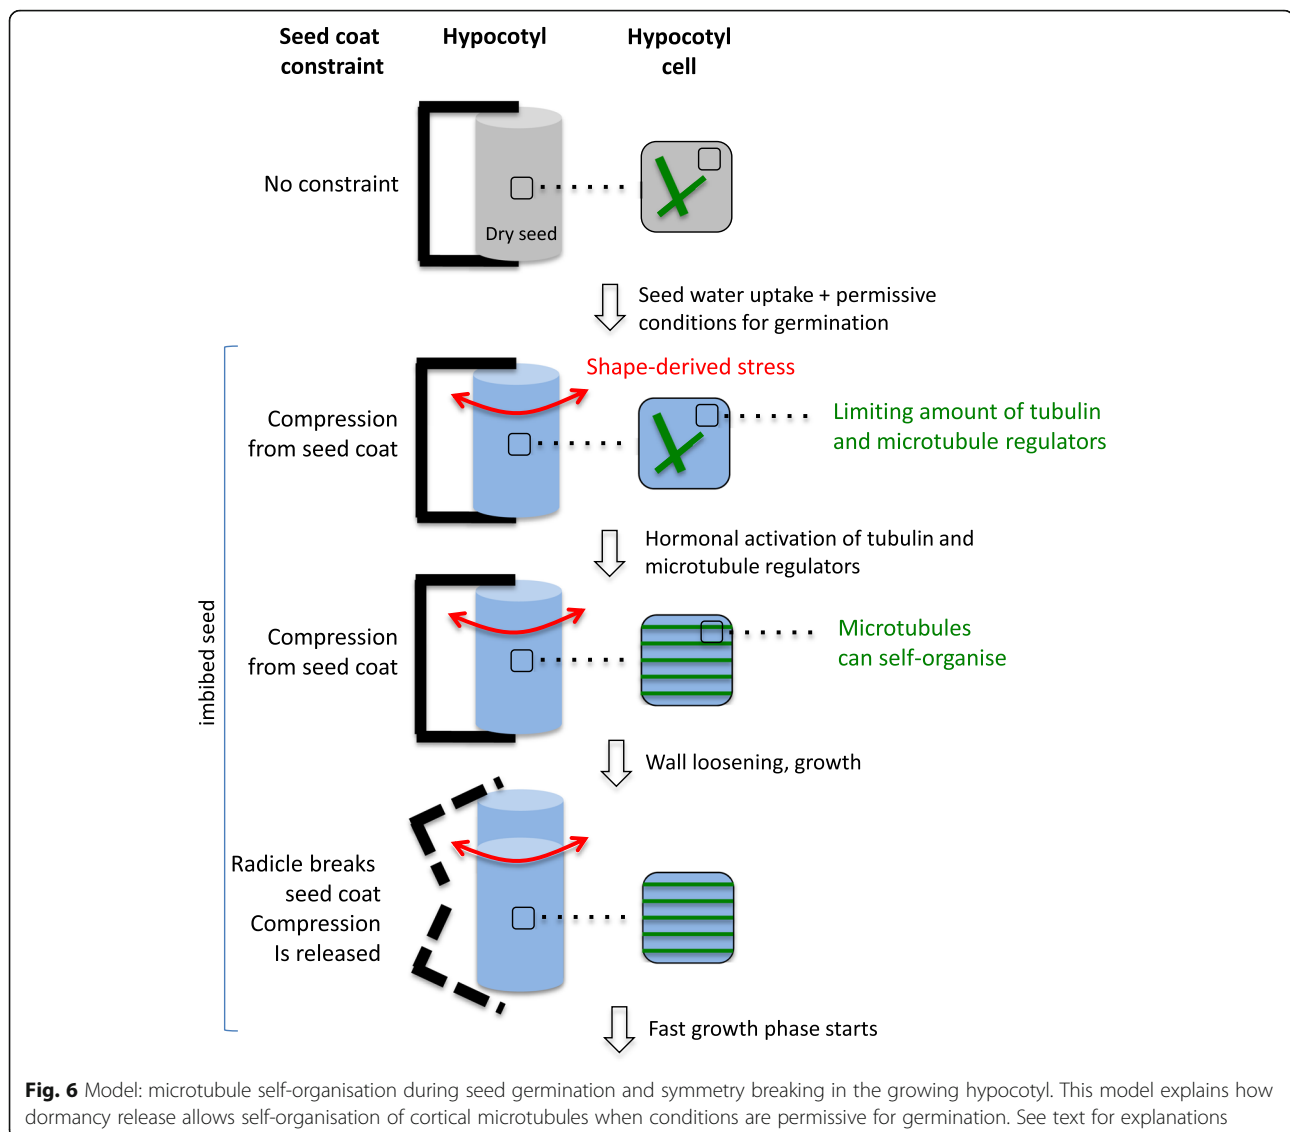 Seed coat
constraint
Hypocotyl
Hypocotyl
cell
No constraint
Dry seed
Seed water uptake + permissive
conditions for germination
imbibed seed
Compression
from seed coat
Shape-derived stress
Limiting amount of tubulin
and microtubule regulators
Hormonal activation of tubulin and
microtubule regulators
Compression
from seed coat
Microtubules
can self-organise
Wall loosening, growth
Radicle breaks
seed coat
Compression
Is released
Fast growth phase starts
Fig. 6 Model: microtubule self-organisation during seed germination and symmetry breaking in the growing hypocotyl. This model explains how
dormancy release allows self-organisation of cortical microtubules when conditions are permissive for germination. See text for explanations